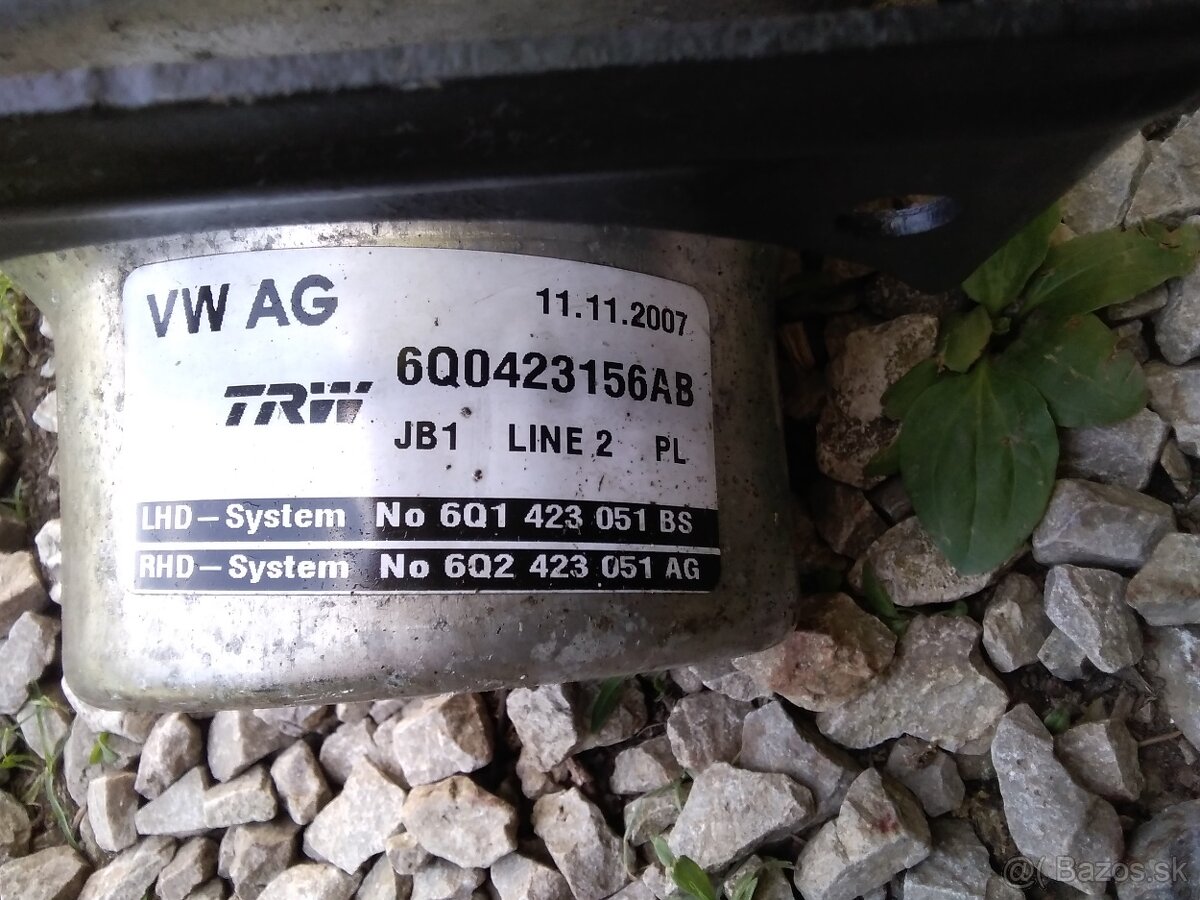 VW AG 11.11.2007
TRW 6Q0423156AB
JB1 LINE 2 PL
LHD-System No 6Q1 423 051 BS
RHD-System No 6Q2 423 051 AG
@( Bazos.sk